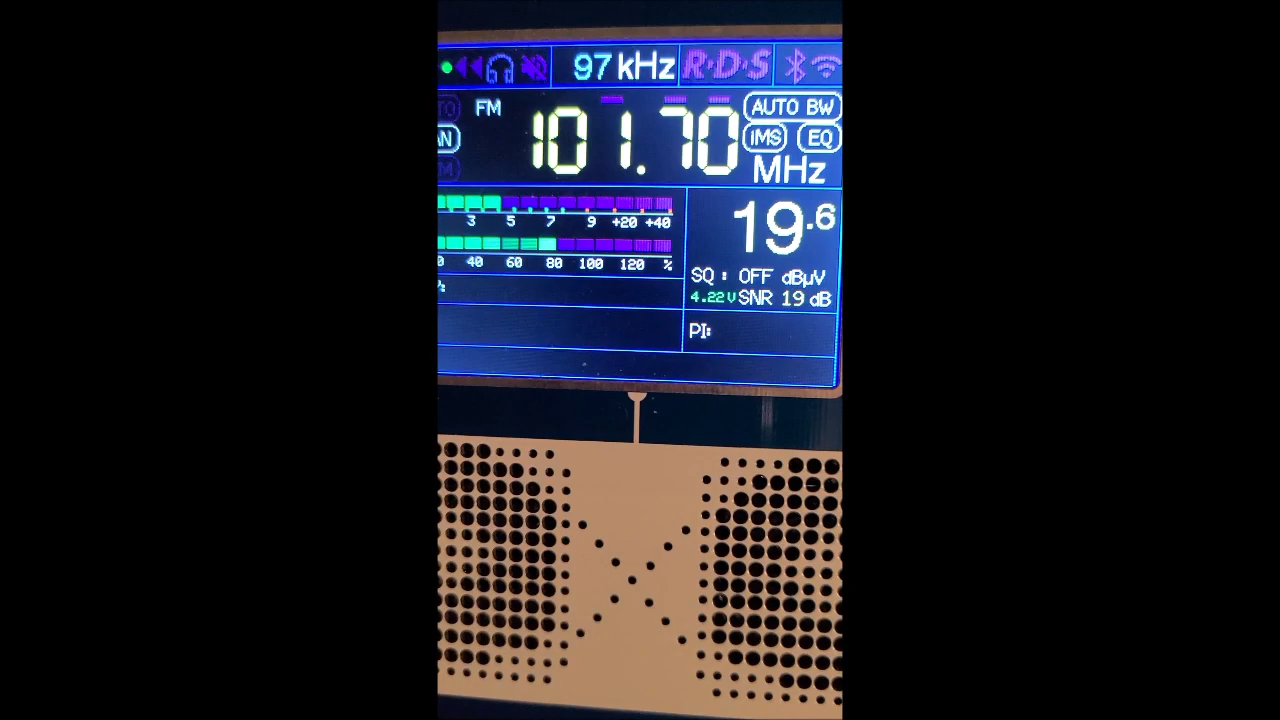 97 kHz R·D·S
FM 101.70 AUTO BW
iMS EQ
MHz
3 5 7 9 +20 +40
19.6
40 60 80 100 120 %
SQ : OFF dBµV
4.22V SNR 19 dB
PI: